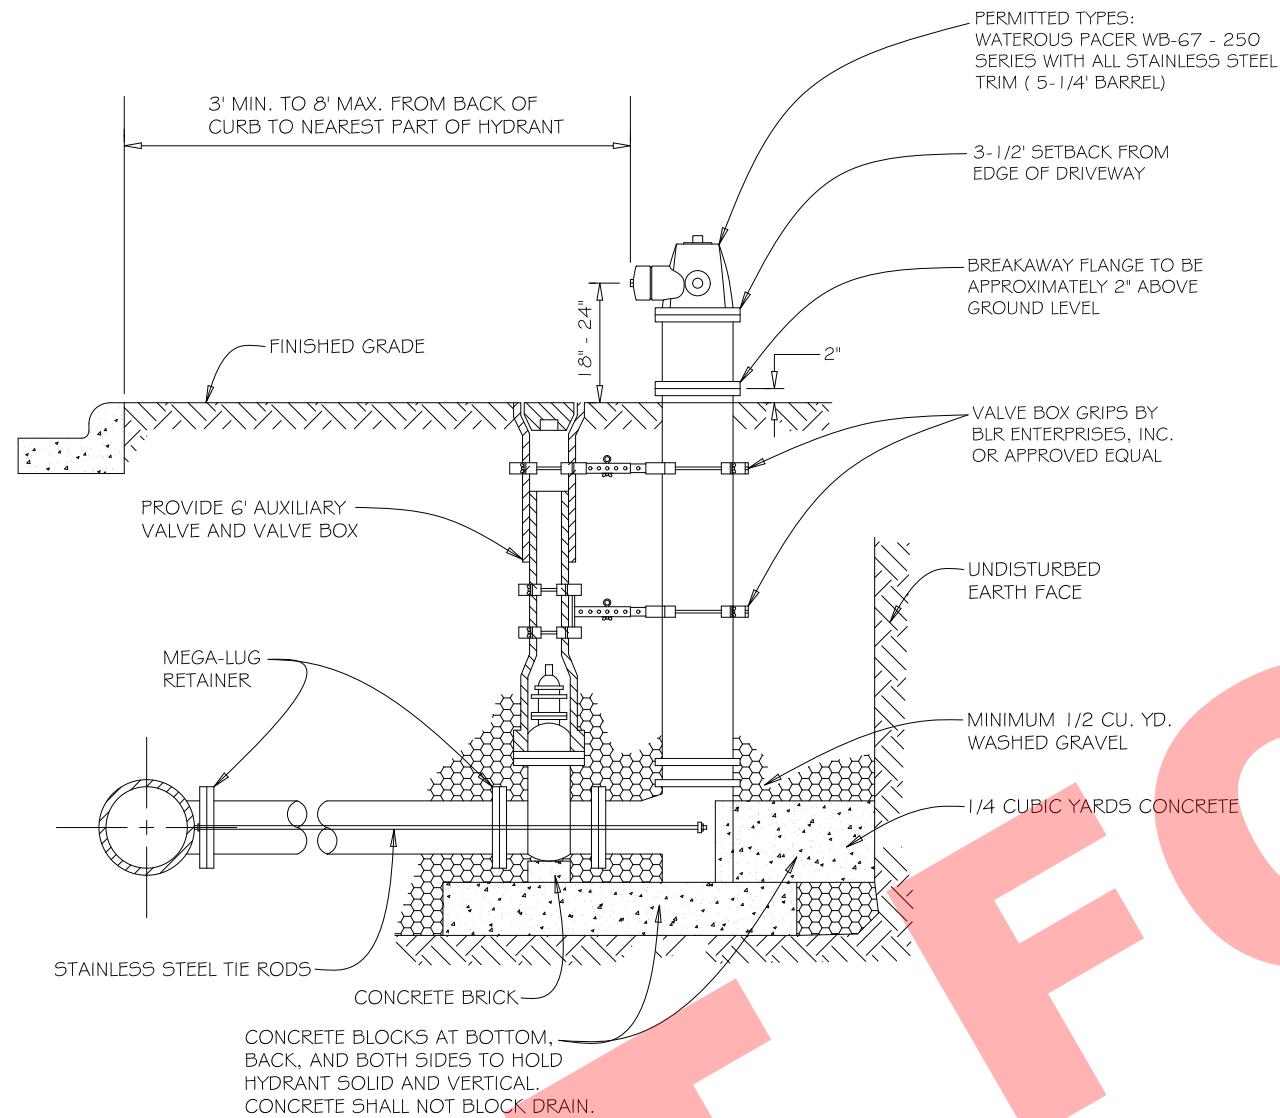 PERMITTED TYPES:
WATEROUS PACER WB-67 - 250
SERIES WITH ALL STAINLESS STEEL
TRIM ( 5-1/4' BARREL)
3' MIN. TO 8' MAX. FROM BACK OF
CURB TO NEAREST PART OF HYDRANT
3-1/2' SETBACK FROM
EDGE OF DRIVEWAY
BREAKAWAY FLANGE TO BE
APPROXIMATELY 2" ABOVE
GROUND LEVEL
18" - 24"
2"
FINISHED GRADE
VALVE BOX GRIPS BY
BLR ENTERPRISES, INC.
OR APPROVED EQUAL
PROVIDE 6' AUXILIARY
VALVE AND VALVE BOX
UNDISTURBED
EARTH FACE
MEGA-LUG
RETAINER
MINIMUM 1/2 CU. YD.
WASHED GRAVEL
1/4 CUBIC YARDS CONCRETE
STAINLESS STEEL TIE RODS
CONCRETE BRICK
CONCRETE BLOCKS AT BOTTOM,
BACK, AND BOTH SIDES TO HOLD
HYDRANT SOLID AND VERTICAL.
CONCRETE SHALL NOT BLOCK DRAIN.